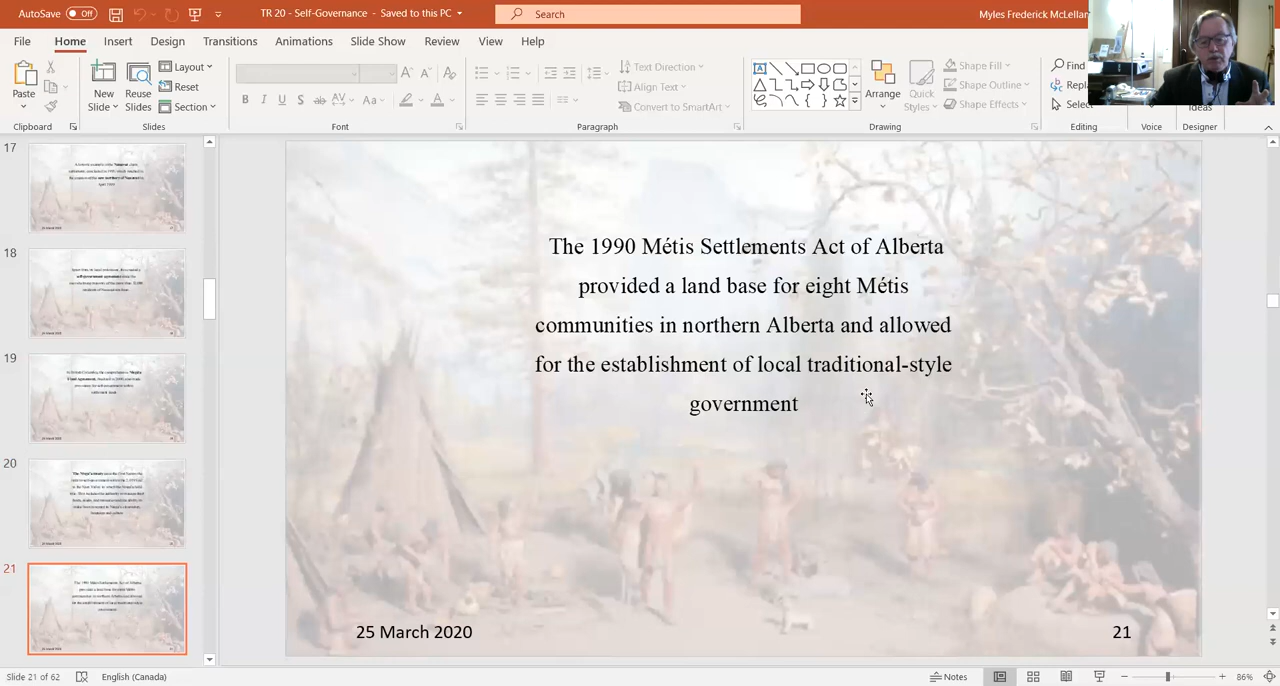 AutoSave Off TR 20 - Self-Governance - Saved to this PC Search Myles Frederick McLellan
File Home Insert Design Transitions Animations Slide Show Review View Help
Paste New Slide Reuse Slides Layout Reset Section B I U S ab AV Aa A Text Direction Align Text Convert to SmartArt Arrange Quick Styles Shape Fill Shape Outline Shape Effects Find Select Ideas
Clipboard Slides Font Paragraph Drawing Editing Voice Designer
17
18
19
20
21
The 1990 Métis Settlements Act of Alberta
provided a land base for eight Métis
communities in northern Alberta and allowed
for the establishment of local traditional-style
government
25 March 2020 21
Slide 21 of 62 English (Canada) Notes 86%